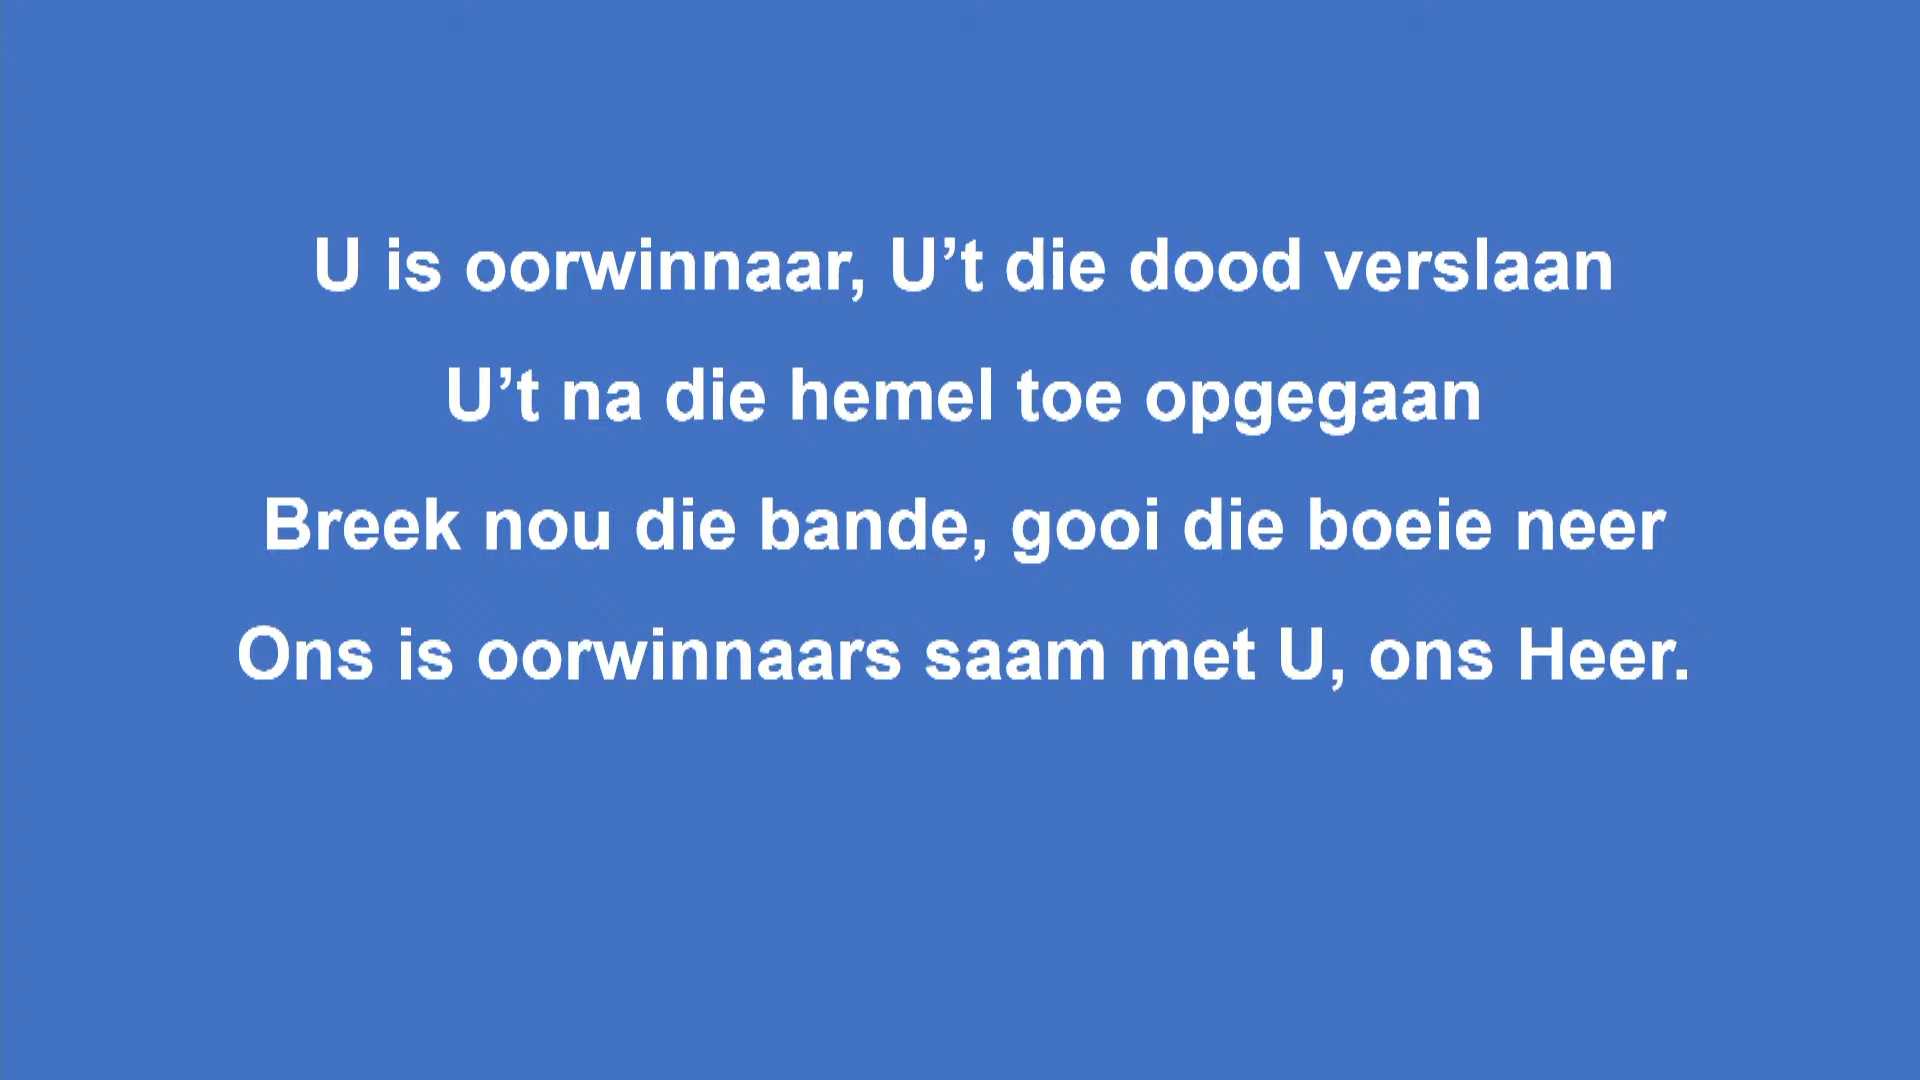 U is oorwinnaar, U’t die dood verslaan
U’t na die hemel toe opgegaan
Breek nou die bande, gooi die boeie neer
Ons is oorwinnaars saam met U, ons Heer.